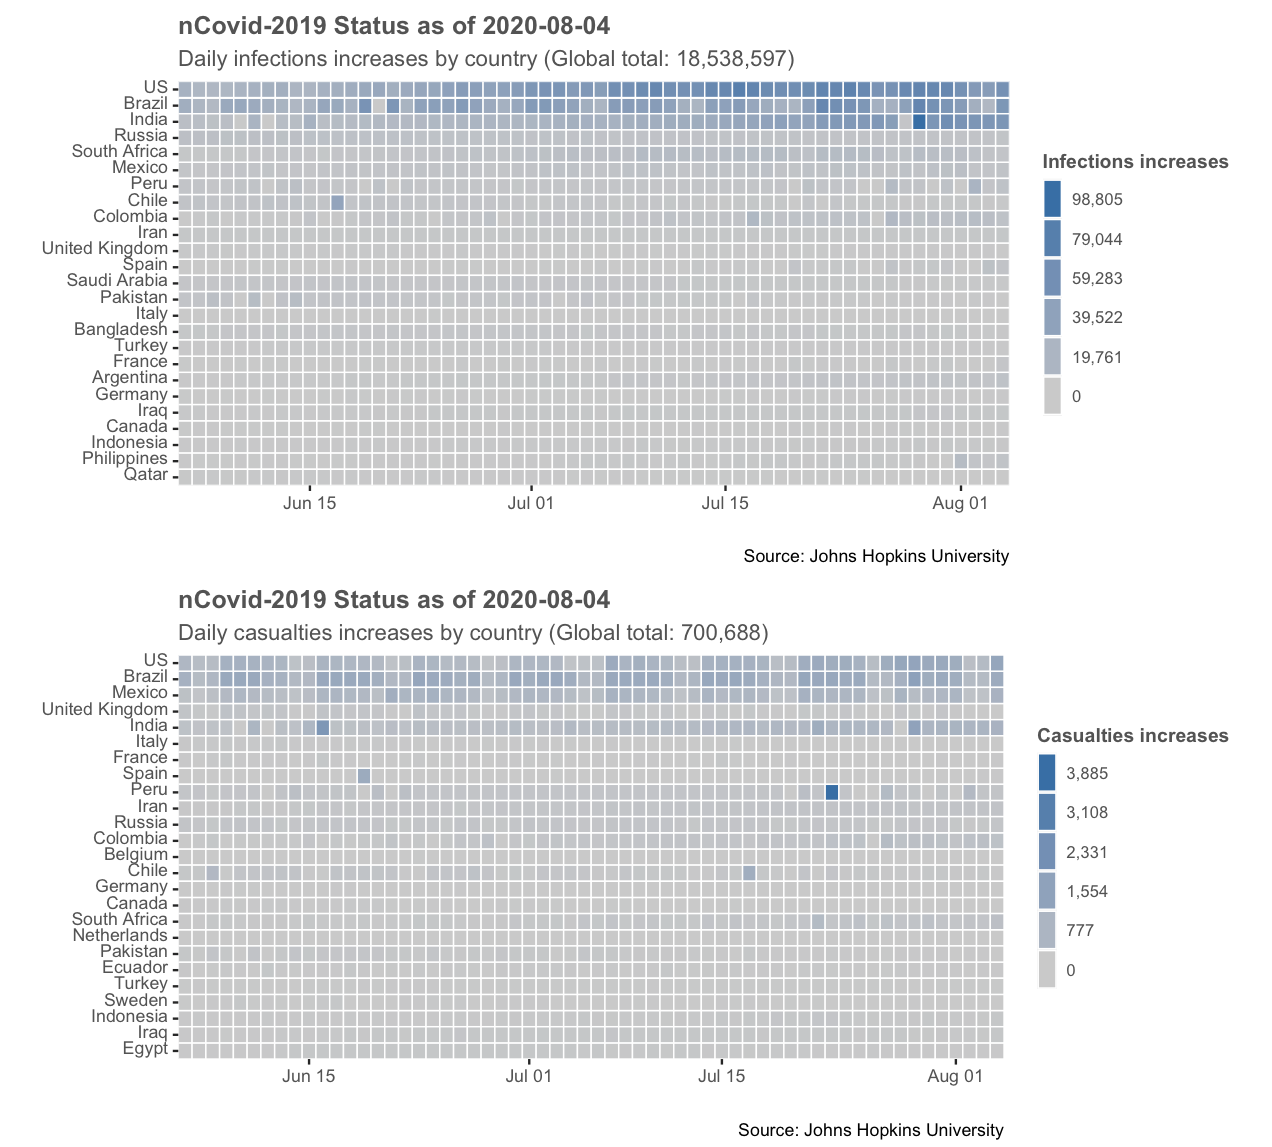 nCovid-2019 Status as of 2020-08-04
Daily infections increases by country (Global total: 18,538,597)
US
Brazil
India
Russia
South Africa
Mexico
Peru
Chile
Colombia
Iran
United Kingdom
Spain
Saudi Arabia
Pakistan
Italy
Bangladesh
Turkey
France
Argentina
Germany
Iraq
Canada
Indonesia
Philippines
Qatar
Jun 15 Jul 01 Jul 15 Aug 01
Infections increases
98,805
79,044
59,283
39,522
19,761
0
Source: Johns Hopkins University
nCovid-2019 Status as of 2020-08-04
Daily casualties increases by country (Global total: 700,688)
US
Brazil
Mexico
United Kingdom
India
Italy
France
Spain
Peru
Iran
Russia
Colombia
Belgium
Chile
Germany
Canada
South Africa
Netherlands
Pakistan
Ecuador
Turkey
Sweden
Indonesia
Iraq
Egypt
Jun 15 Jul 01 Jul 15 Aug 01
Casualties increases
3,885
3,108
2,331
1,554
777
0
Source: Johns Hopkins University